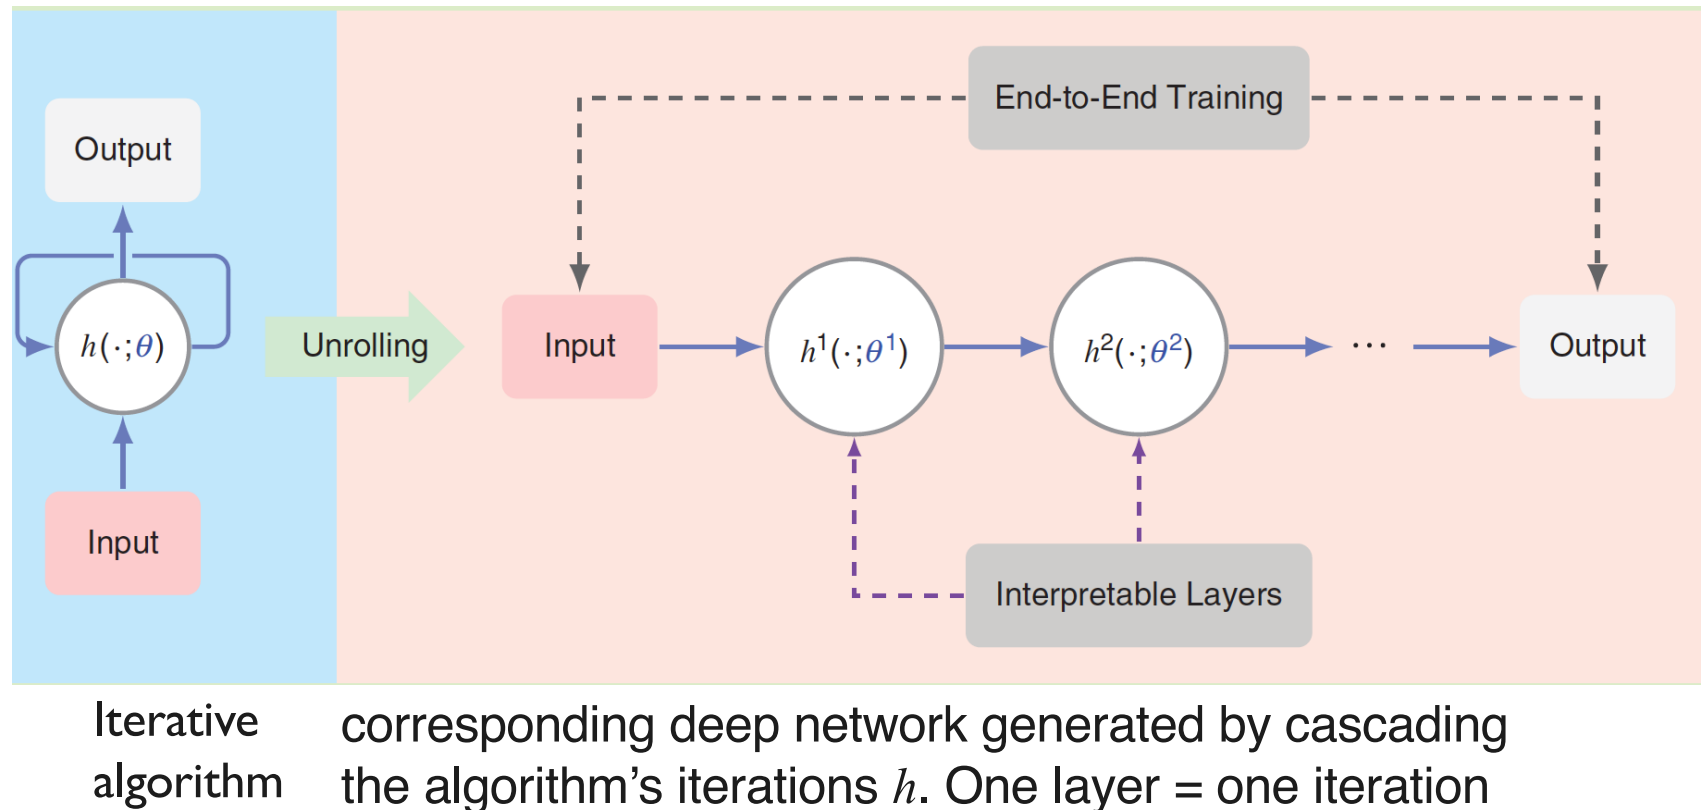 End-to-End Training
Output
h(·;θ)
Unrolling
Input
h¹(·;θ¹)
h²(·;θ²)
···
Output
Input
Interpretable Layers
Iterative
algorithm
corresponding deep network generated by cascading
the algorithm's iterations h. One layer = one iteration